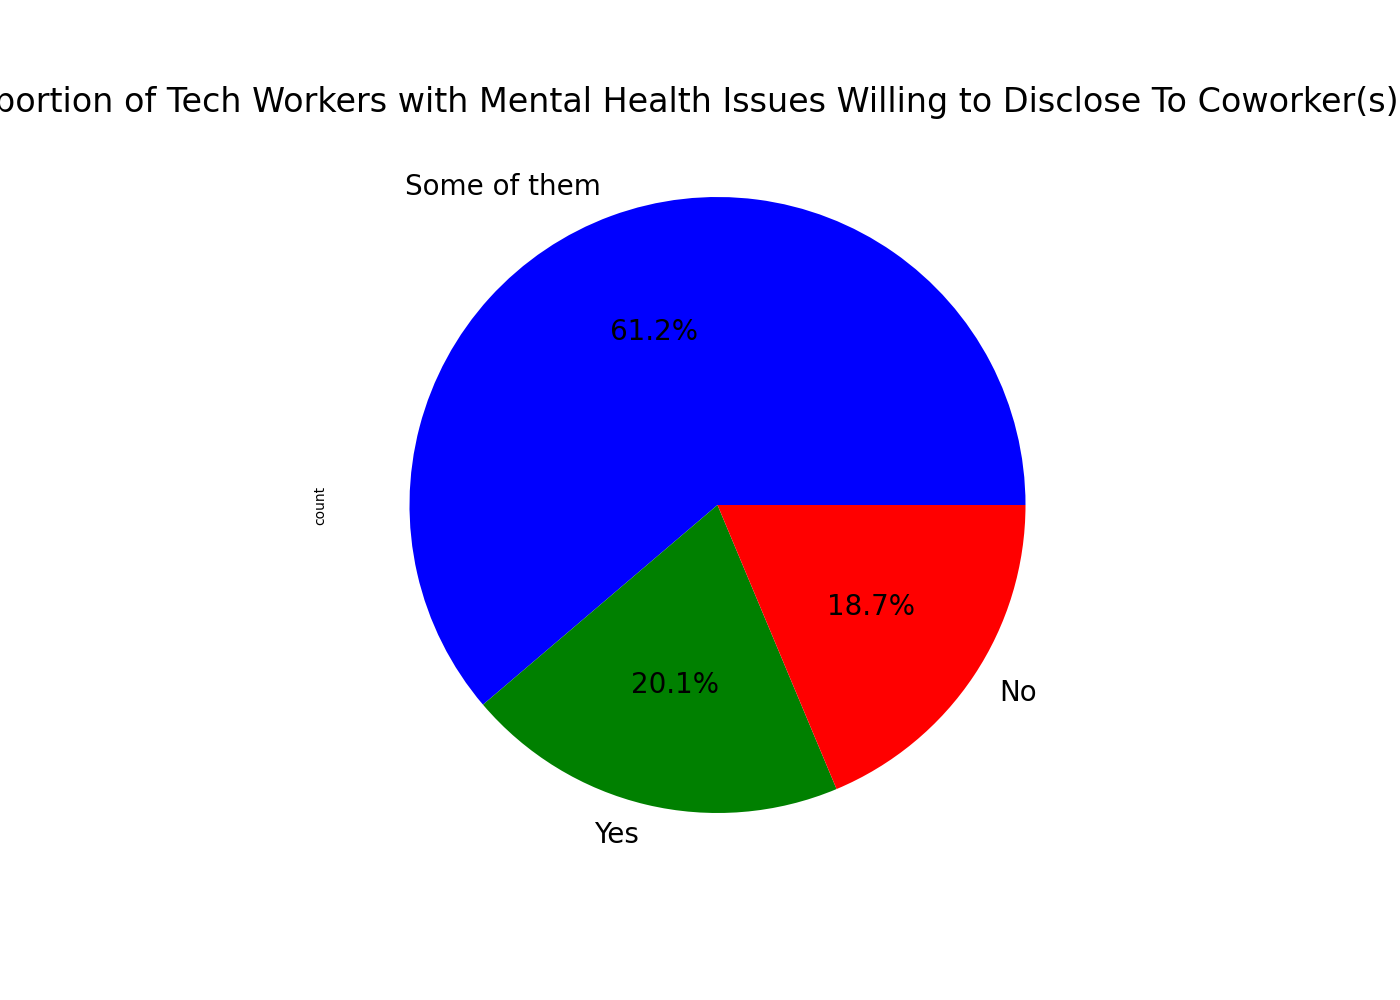 portion of Tech Workers with Mental Health Issues Willing to Disclose To Coworker(s)
Some of them
61.2%
count
18.7%
20.1%
No
Yes